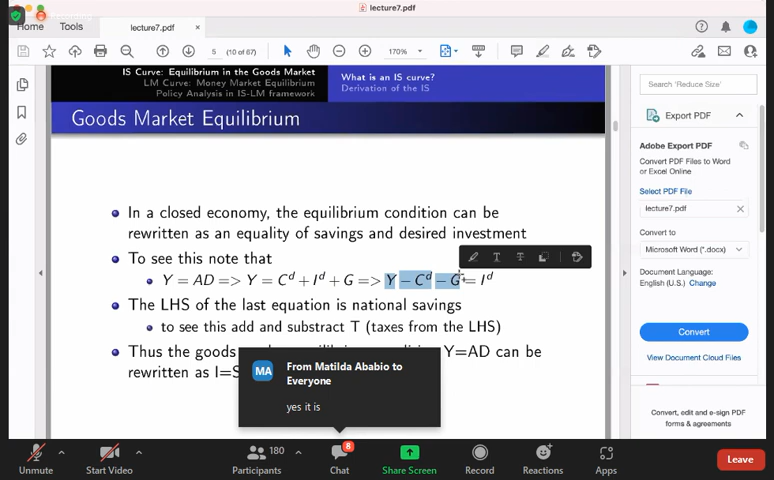 lecture7.pdf
Home Tools lecture7.pdf ×
5 (10 of 67) 170%
IS Curve: Equilibrium in the Goods Market
LM Curve: Money Market Equilibrium
Policy Analysis in IS-LM framework
What is an IS curve?
Derivation of the IS
Goods Market Equilibrium
In a closed economy, the equilibrium condition can be
rewritten as an equality of savings and desired investment
To see this note that
Y = AD => Y = Cᵈ + Iᵈ + G => Y − Cᵈ − G = Iᵈ
The LHS of the last equation is national savings
to see this add and substract T (taxes from the LHS)
Thus the goods Y=AD can be
rewritten as I=S
MA
From Matilda Ababio to
Everyone
yes it is
Search 'Reduce Size'
Export PDF
Adobe Export PDF
Convert PDF Files to Word
or Excel Online
Select PDF File
lecture7.pdf
Convert to
Microsoft Word (*.docx)
Document Language:
English (U.S.) Change
Convert
View Document Cloud Files
Convert, edit and e-sign PDF
forms & agreements
180 8
Unmute Start Video Participants Chat Share Screen Record Reactions Apps Leave